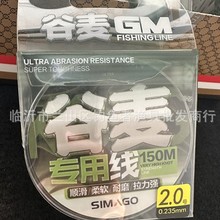 谷麦 GM
FISHING LINE
ULTRA ABRASION RESISTANCE
SUPER TOUGHNESS
谷麦
专用线 150M
顺滑 柔软 耐磨 拉力强
SIMAGO
2.0号
0.235mm